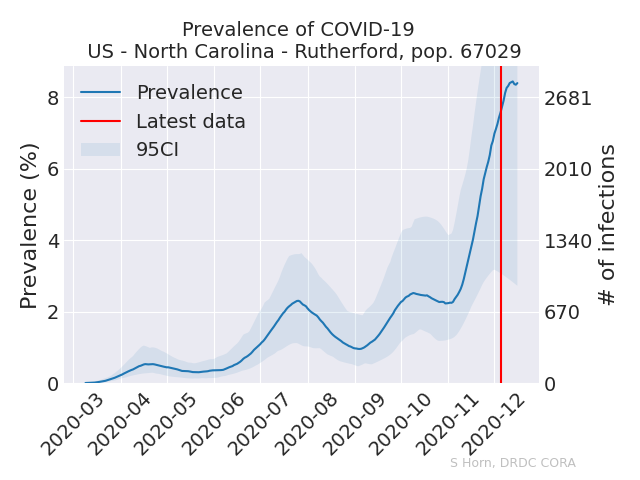 Prevalence of COVID-19
US - North Carolina - Rutherford, pop. 67029
Prevalence
Latest data
95CI
Prevalence (%)
8
6
4
2
0
2681
2010
1340
670
0
# of infections
2020-03
2020-04
2020-05
2020-06
2020-07
2020-08
2020-09
2020-10
2020-11
2020-12
S Horn, DRDC CORA